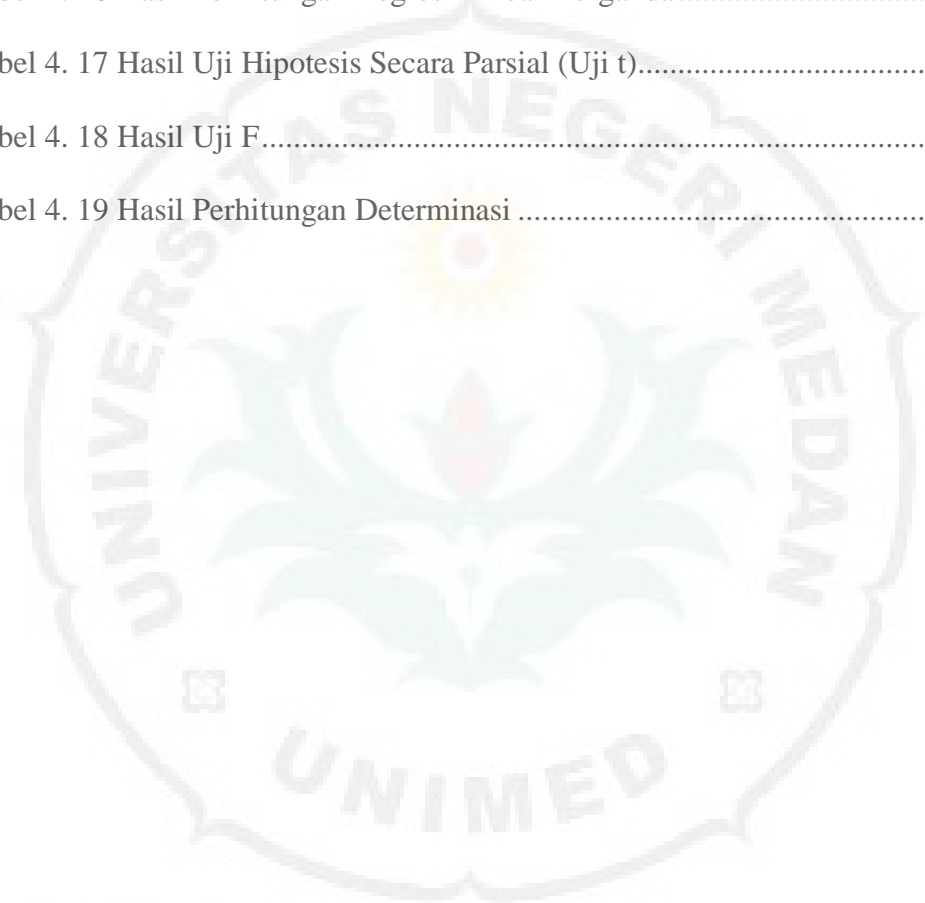 bel 4. 17 Hasil Uji Hipotesis Secara Parsial (Uji t)....................................
bel 4. 18 Hasil Uji F....................................................................................
bel 4. 19 Hasil Perhitungan Determinasi ...................................................
UNIVERSITAS NEGERI MEDAN
UNIMED